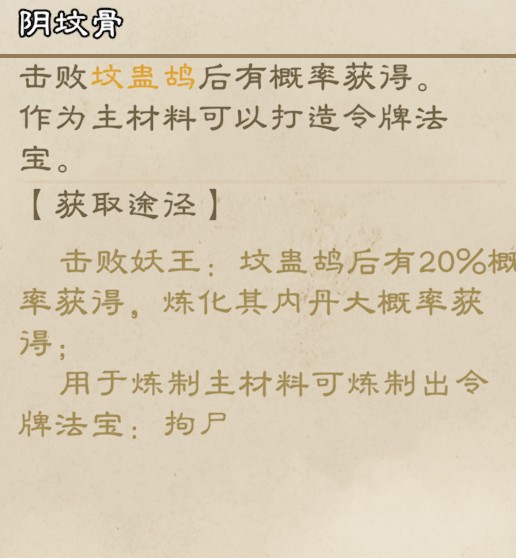 阴坟骨
击败坟蛊鸪后有概率获得。
作为主材料可以打造令牌法
宝。
【获取途径】
击败妖王：坟蛊鸪后有20%概
率获得，炼化其内丹大概率获
得；
用于炼制主材料可炼制出令
牌法宝：拘尸